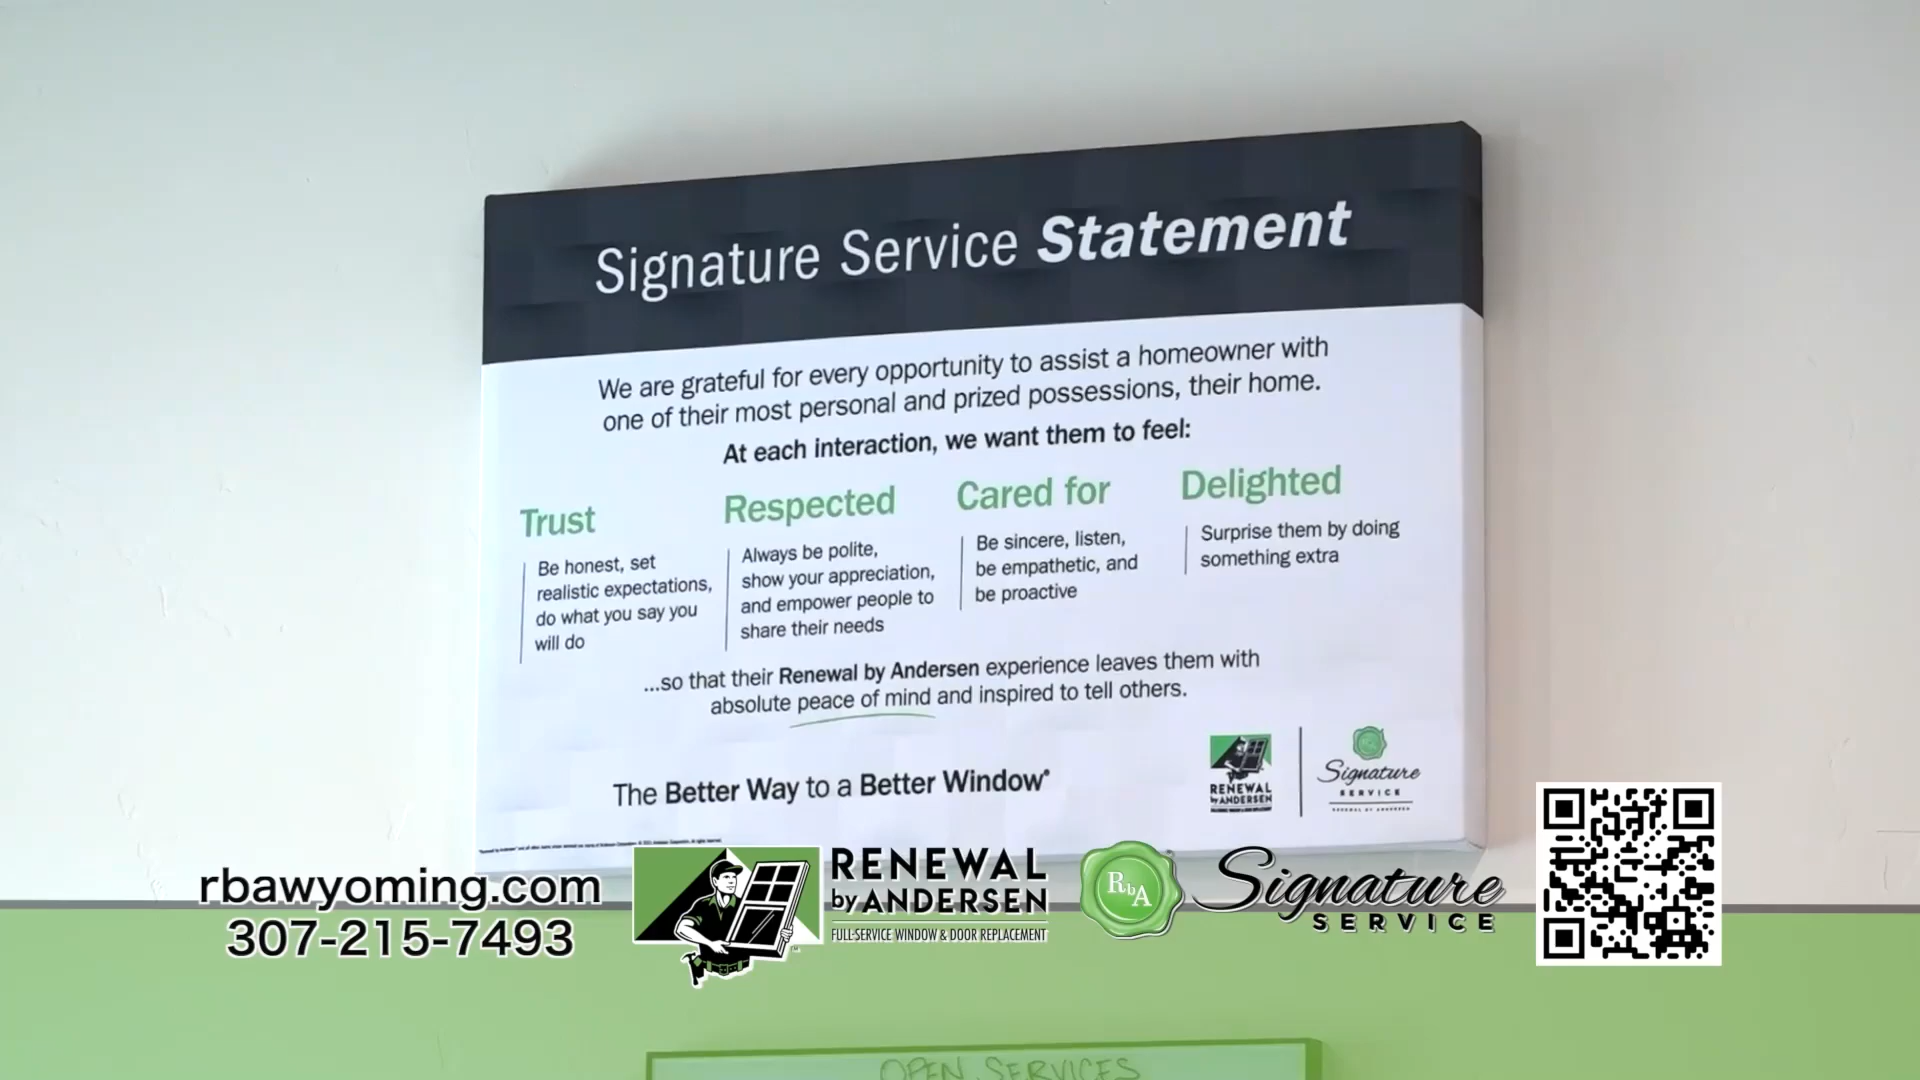 Signature Service Statement
We are grateful for every opportunity to assist a homeowner with
one of their most personal and prized possessions, their home.
At each interaction, we want them to feel:
Trust
Be honest, set
realistic expectations,
do what you say you
will do
Respected
Always be polite,
show your appreciation,
and empower people to
share their needs
Cared for
Be sincere, listen,
be empathetic, and
be proactive
Delighted
Surprise them by doing
something extra
...so that their Renewal by Andersen experience leaves them with
absolute peace of mind and inspired to tell others.
The Better Way to a Better Window®
RENEWAL
by ANDERSEN
Signature
SERVICE
RENEWAL BY ANDERSEN
rbawyoming.com
307-215-7493
RENEWAL
by ANDERSEN
FULL-SERVICE WINDOW & DOOR REPLACEMENT
RbA
Signature
SERVICE
OPEN SERVICES